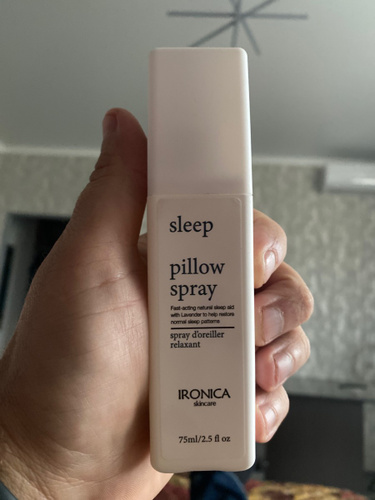 sleep
pillow
spray
Fast-acting natural sleep aid
with Lavender to help restore
normal sleep patterns
spray d'oreiller
relaxant
IRONICA
skincare
75ml/2.5 fl oz